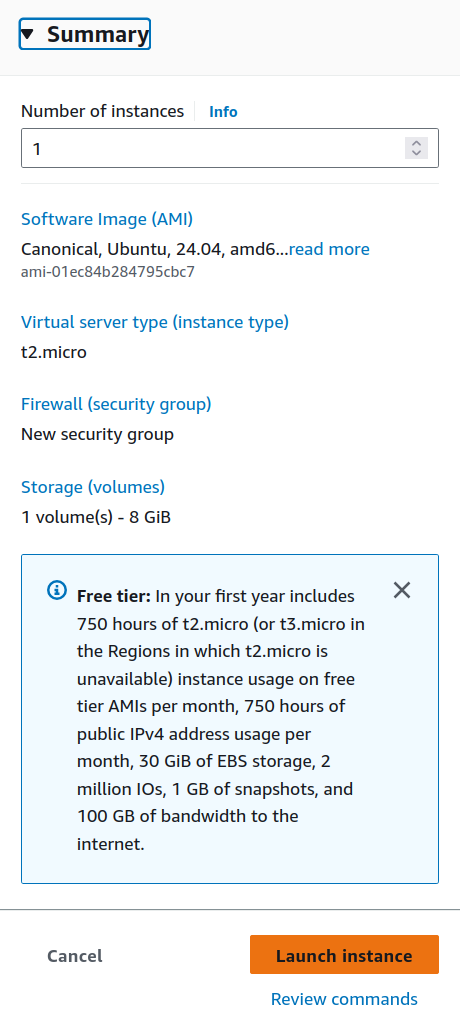 Summary
Number of instances Info
1
Software Image (AMI)
Canonical, Ubuntu, 24.04, amd6...read more
ami-01ec84b284795cbc7
Virtual server type (instance type)
t2.micro
Firewall (security group)
New security group
Storage (volumes)
1 volume(s) - 8 GiB
Free tier: In your first year includes
750 hours of t2.micro (or t3.micro in
the Regions in which t2.micro is
unavailable) instance usage on free
tier AMIs per month, 750 hours of
public IPv4 address usage per
month, 30 GiB of EBS storage, 2
million IOs, 1 GB of snapshots, and
100 GB of bandwidth to the
internet.
Cancel Launch instance
Review commands